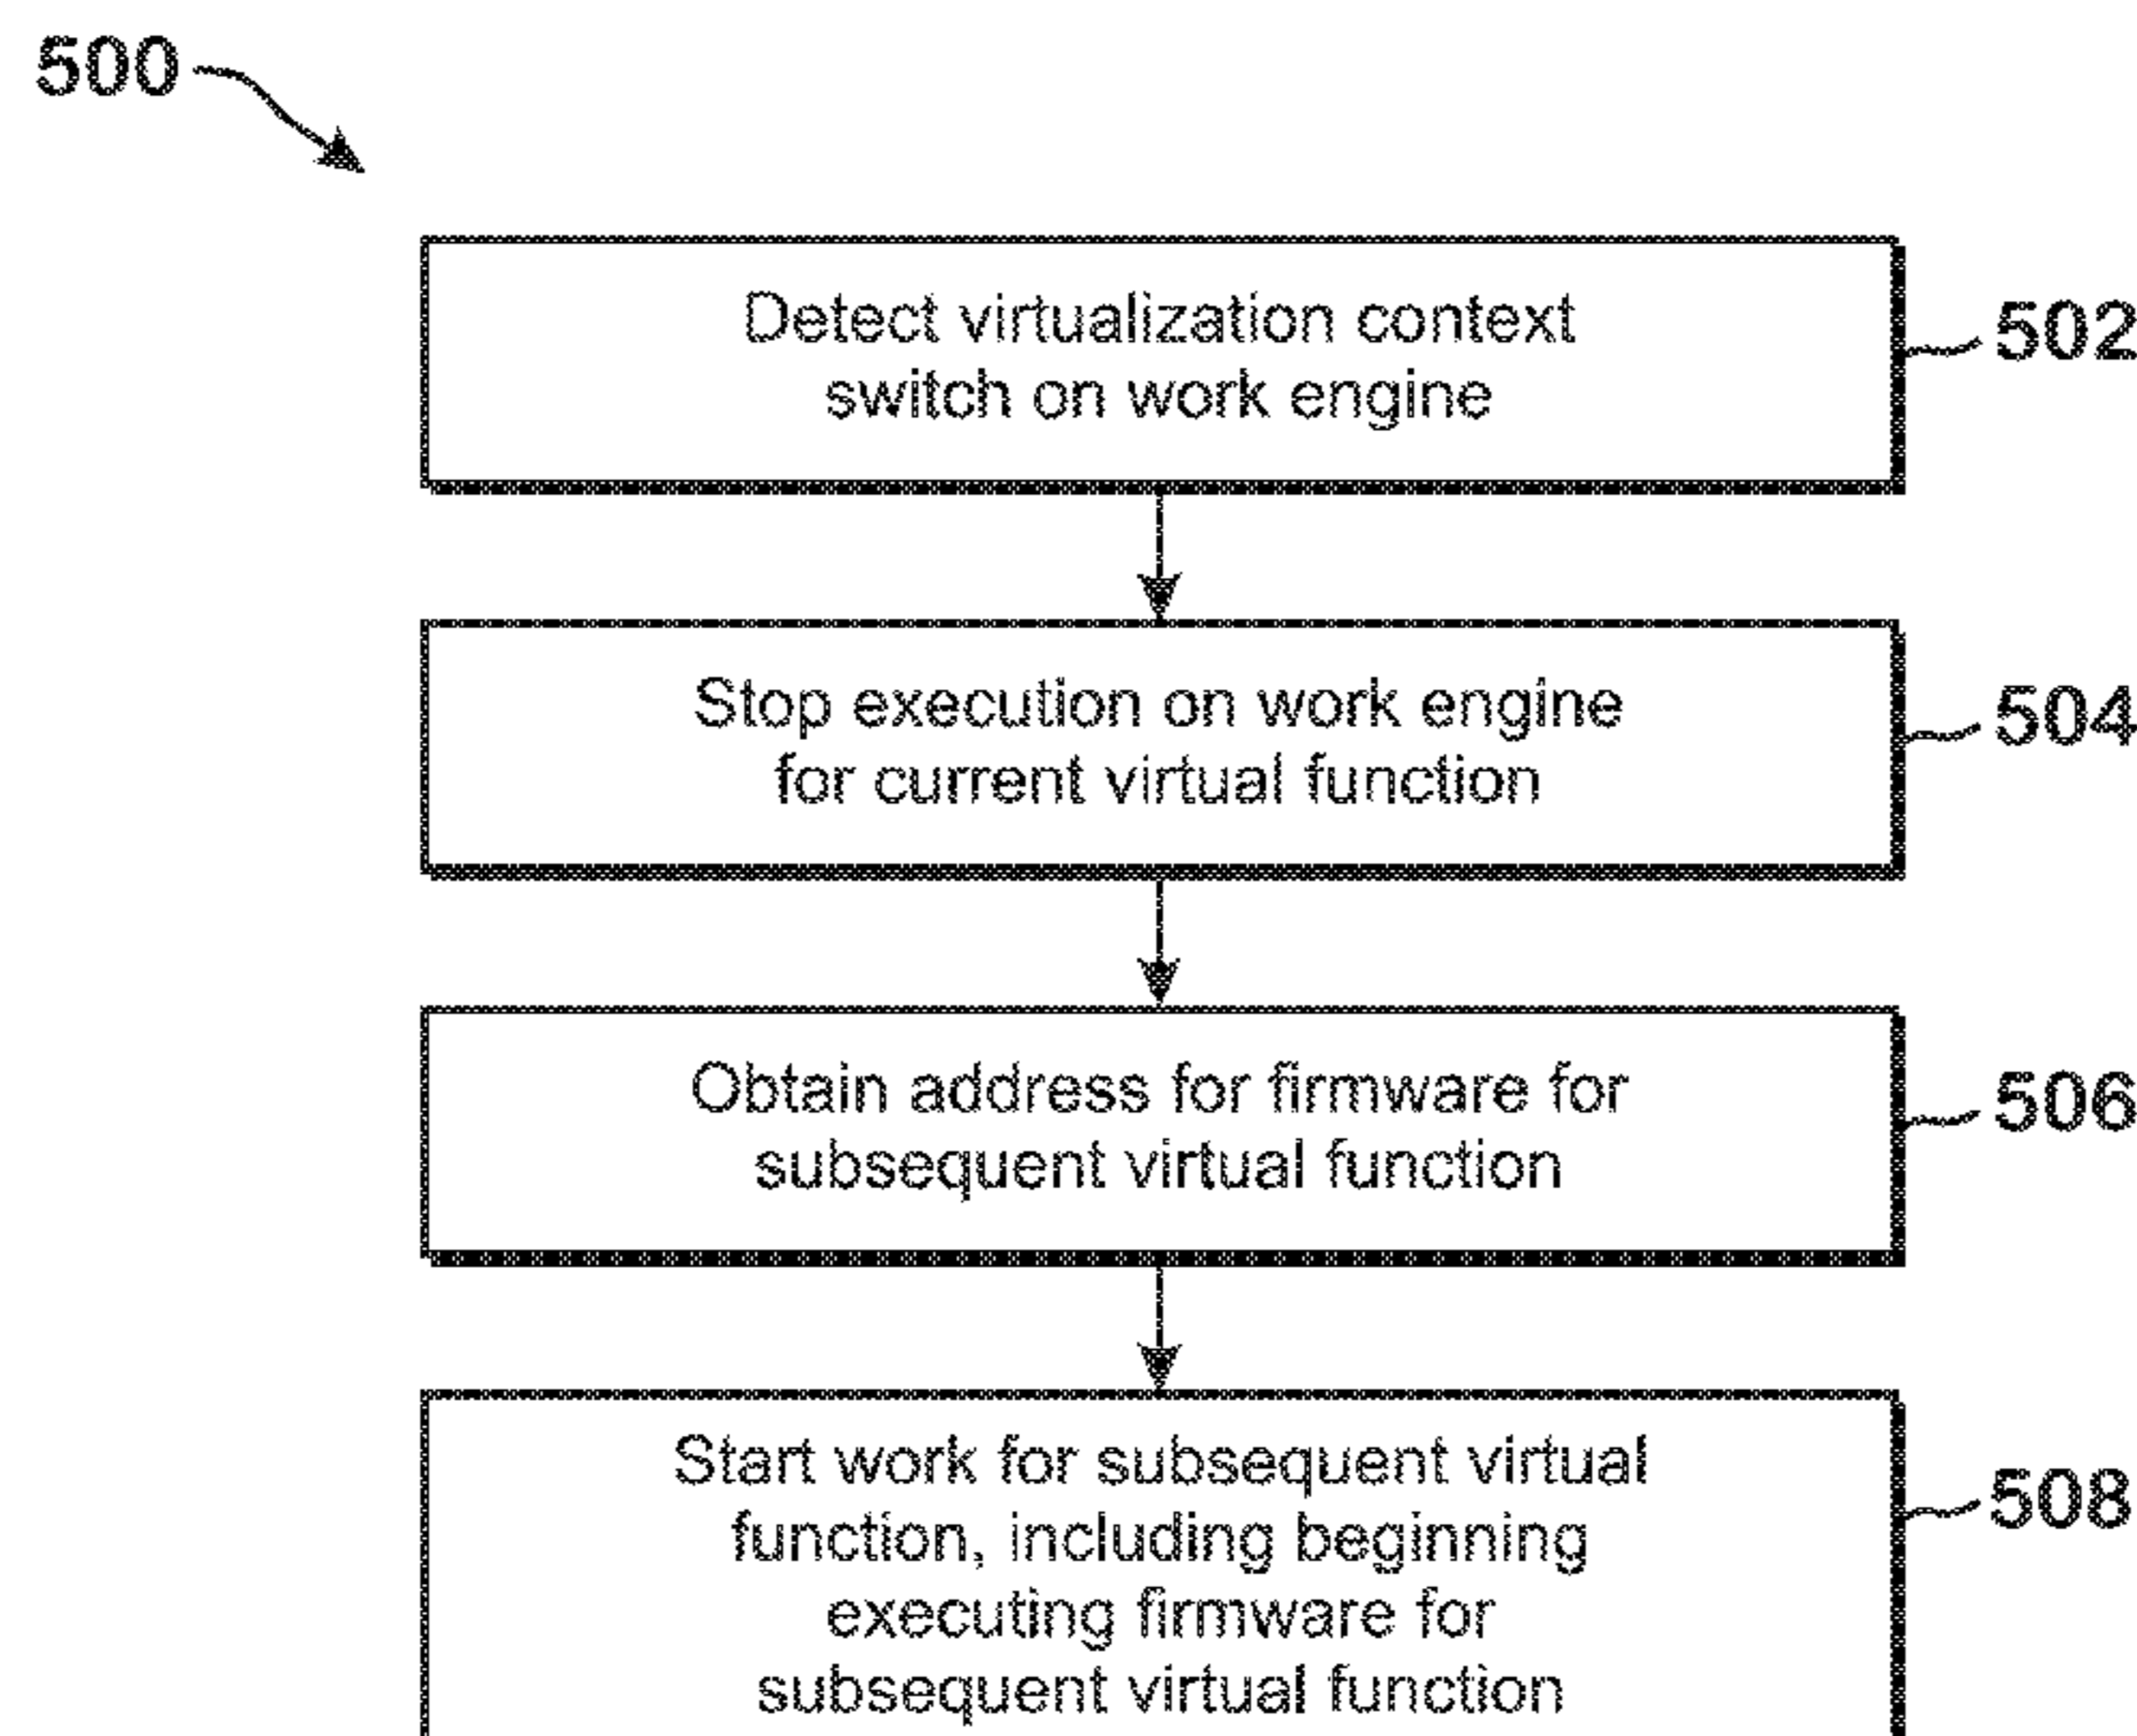 500
Detect virtualization context
switch on work engine
502
Stop execution on work engine
for current virtual function
504
Obtain address for firmware for
subsequent virtual function
506
Start work for subsequent virtual
function, including beginning
executing firmware for
subsequent virtual function
508